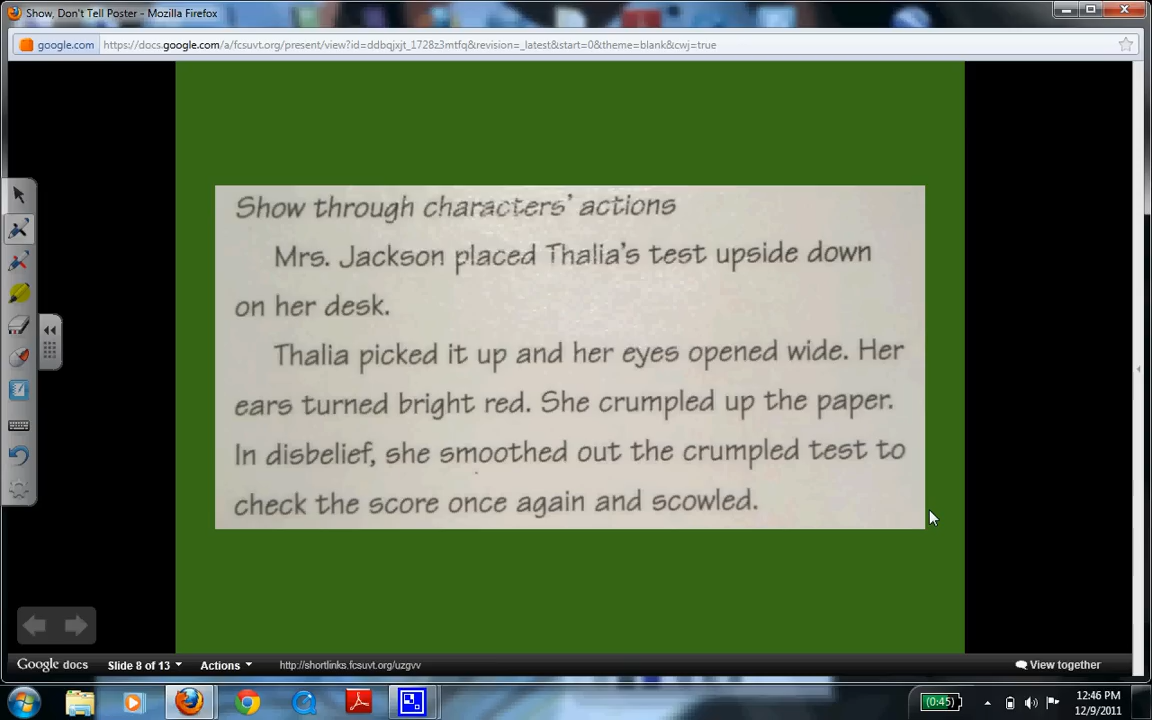 Show, Don't Tell Poster - Mozilla Firefox
google.com https://docs.google.com/a/fcsuvt.org/present/view?id=ddbqjxjt_1728z3mtfq&revision=_latest&start=0&theme=blank&cwj=true
Show through characters' actions
Mrs. Jackson placed Thalia's test upside down
on her desk.
Thalia picked it up and her eyes opened wide. Her
ears turned bright red. She crumpled up the paper.
In disbelief, she smoothed out the crumpled test to
check the score once again and scowled.
Google docs Slide 8 of 13 Actions http://shortlinks.fcsuvt.org/uzgvv View together
(0:45) 12:46 PM
12/9/2011